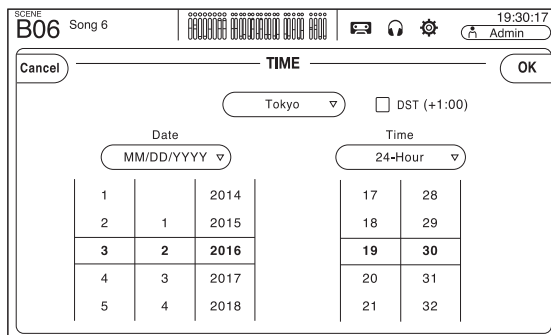 SCENE
B06 Song 6
19:30:17
Admin
Cancel
TIME
OK
Tokyo
DST (+1:00)
Date
Time
MM/DD/YYYY
24-Hour
1 2014 17 28
2 1 2015 18 29
3 2 2016 19 30
4 3 2017 20 31
5 4 2018 21 32